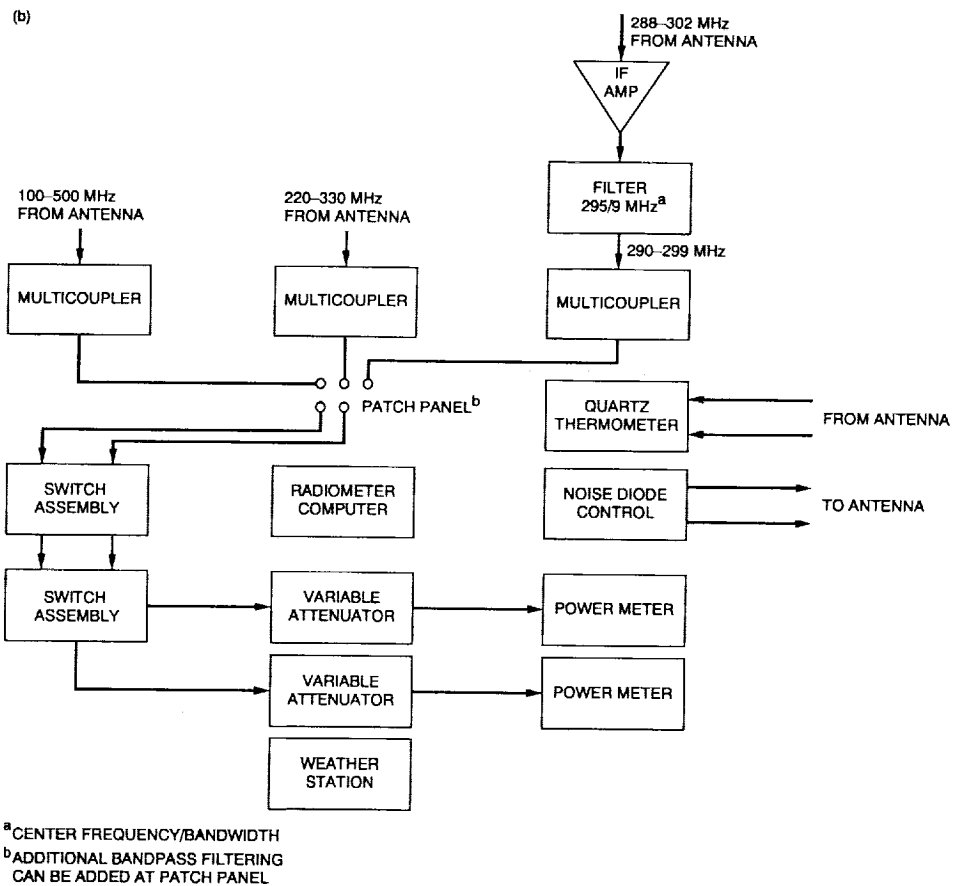 (b)
288–302 MHz
FROM ANTENNA
IF
AMP
FILTER
295/9 MHz^a
290–299 MHz
100–500 MHz
FROM ANTENNA
220–330 MHz
FROM ANTENNA
MULTICOUPLER
MULTICOUPLER
MULTICOUPLER
PATCH PANEL^b
QUARTZ
THERMOMETER
FROM ANTENNA
SWITCH
ASSEMBLY
RADIOMETER
COMPUTER
NOISE DIODE
CONTROL
TO ANTENNA
SWITCH
ASSEMBLY
VARIABLE
ATTENUATOR
POWER METER
VARIABLE
ATTENUATOR
POWER METER
WEATHER
STATION
^a CENTER FREQUENCY/BANDWIDTH
^b ADDITIONAL BANDPASS FILTERING
CAN BE ADDED AT PATCH PANEL